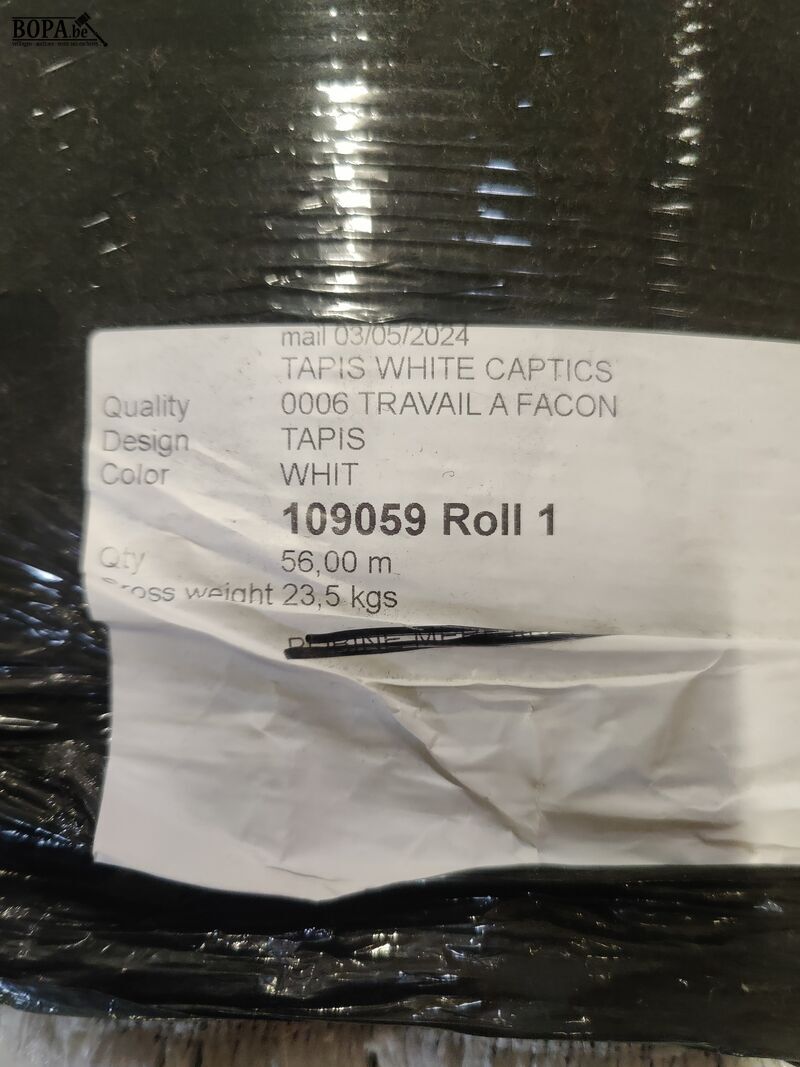 BOPA.be
mail 03/05/2024
TAPIS WHITE CAPTICS
Quality 0006 TRAVAIL A FACON
Design TAPIS
Color WHIT
109059 Roll 1
Qty 56,00 m
Gross weight 23,5 kgs